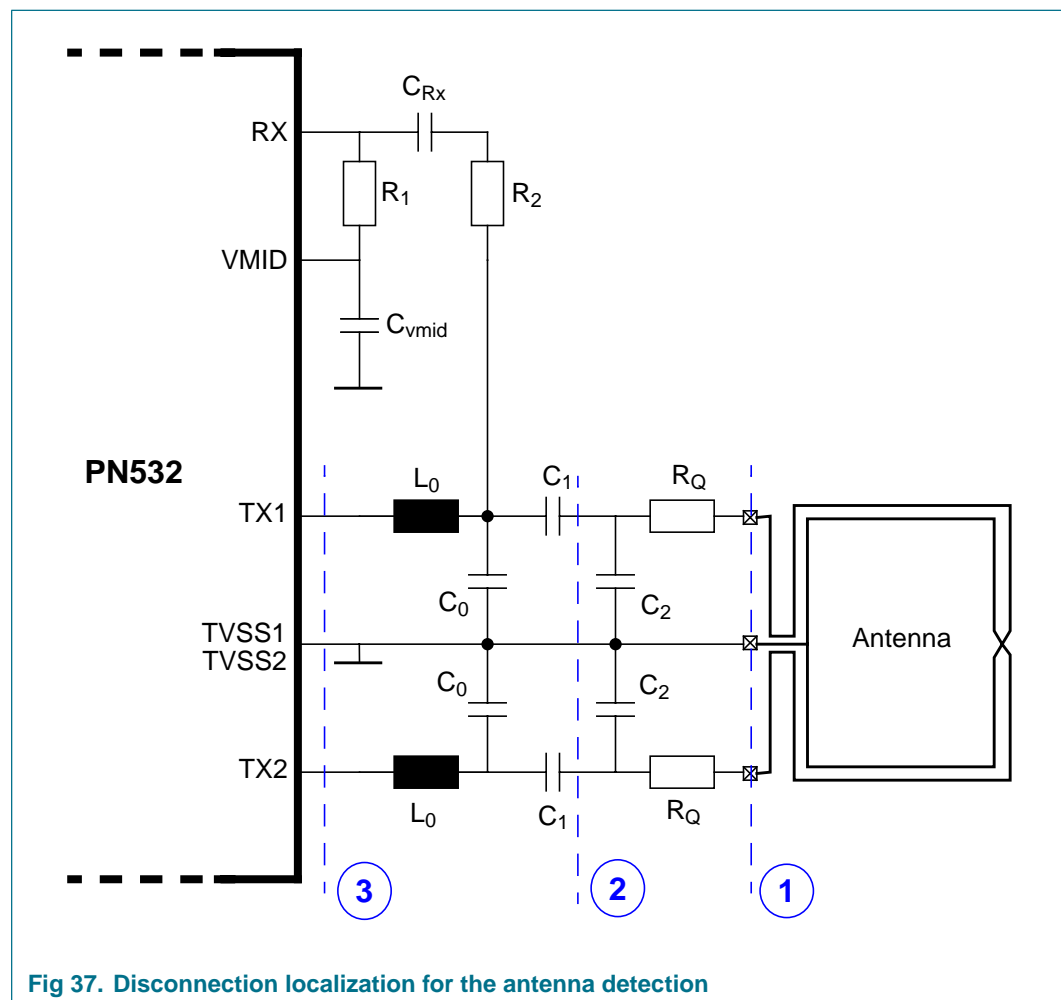 C_Rx
RX
R_1
R_2
VMID
C_vmid
PN532
L_0
C_1
R_Q
TX1
C_0
C_2
TVSS1
TVSS2
Antenna
C_0
C_2
TX2
L_0
C_1
R_Q
3
2
1
Fig 37. Disconnection localization for the antenna detection